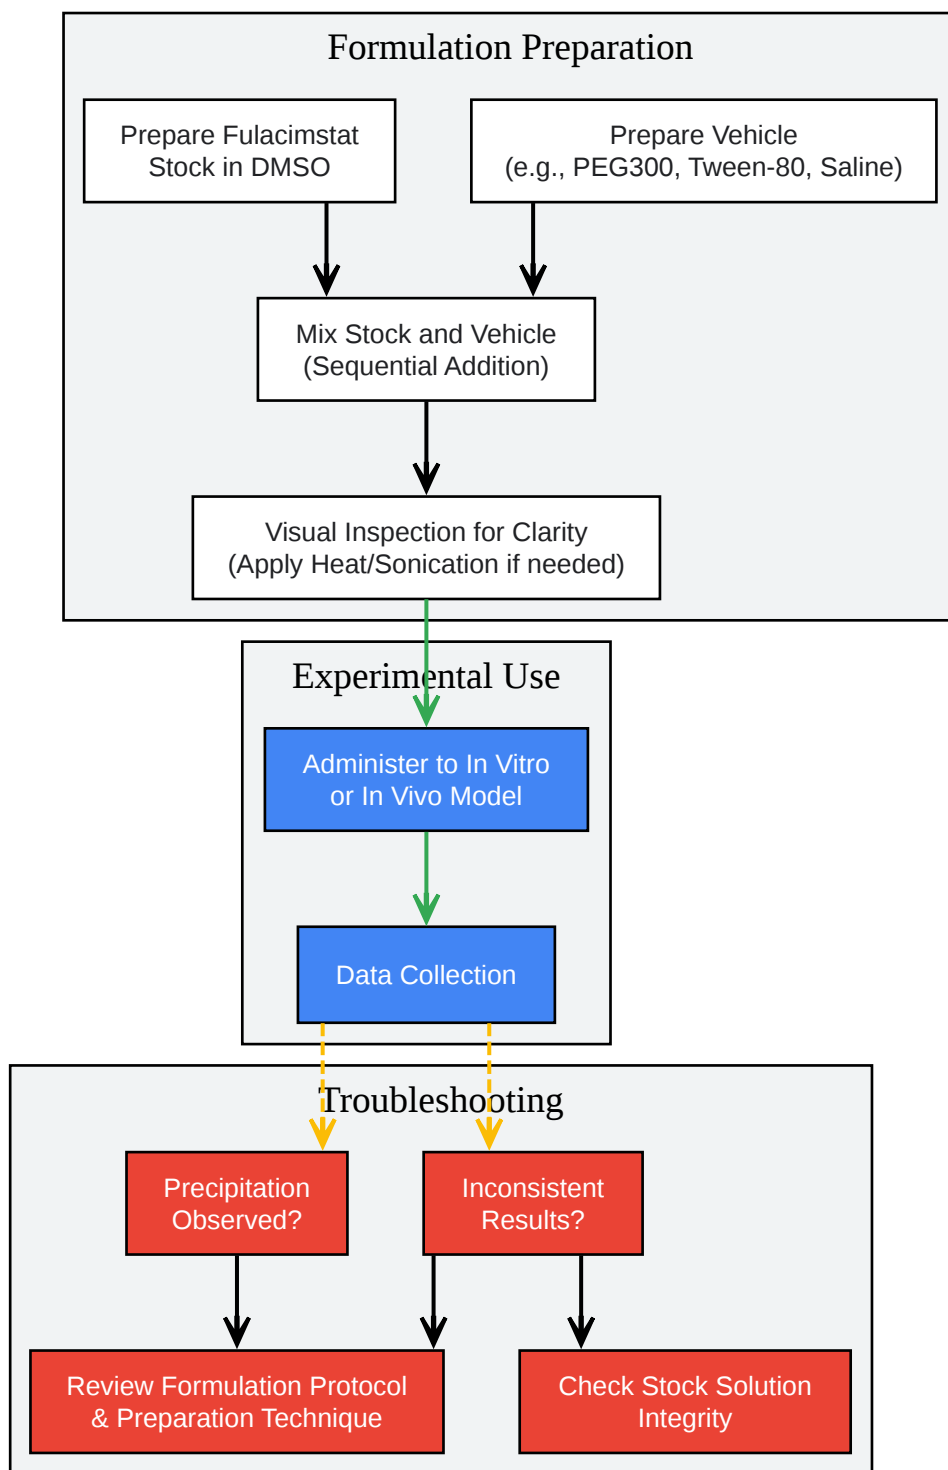 Formulation Preparation
Prepare Fulacimstat
Stock in DMSO
Prepare Vehicle
(e.g., PEG300, Tween-80, Saline)
Mix Stock and Vehicle
(Sequential Addition)
Visual Inspection for Clarity
(Apply Heat/Sonication if needed)
Experimental Use
Administer to In Vitro
or In Vivo Model
Data Collection
Troubleshooting
Precipitation
Observed?
Inconsistent
Results?
Review Formulation Protocol
& Preparation Technique
Check Stock Solution
Integrity